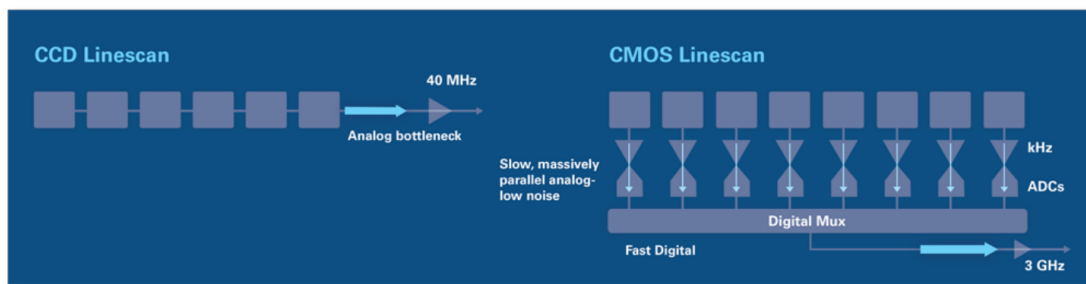 CCD Linescan
40 MHz
Analog bottleneck
CMOS Linescan
kHz
Slow, massively
parallel analog-
low noise
ADCs
Digital Mux
Fast Digital
3 GHz